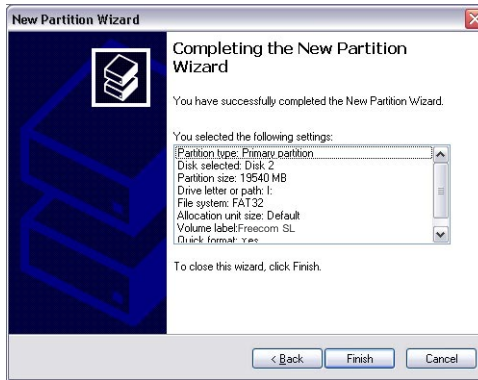 New Partition Wizard
Completing the New Partition
Wizard
You have successfully completed the New Partition Wizard.
You selected the following settings:
Partition type: Primary partition
Disk selected: Disk 2
Partition size: 19540 MB
Drive letter or path: I:
File system: FAT32
Allocation unit size: Default
Volume label:Freecom SL
Quick format: Yes
To close this wizard, click Finish.
< Back
Finish
Cancel